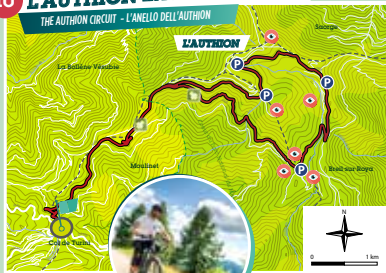 THE AUTHION CIRCUIT - L'ANELLO DELL'AUTHION
Saorge
L'AUTHION
La Bollène Vésubie
P
P
P
Moulinet
Breil-sur-Roya
P
Col de Turini
N
0 1 km